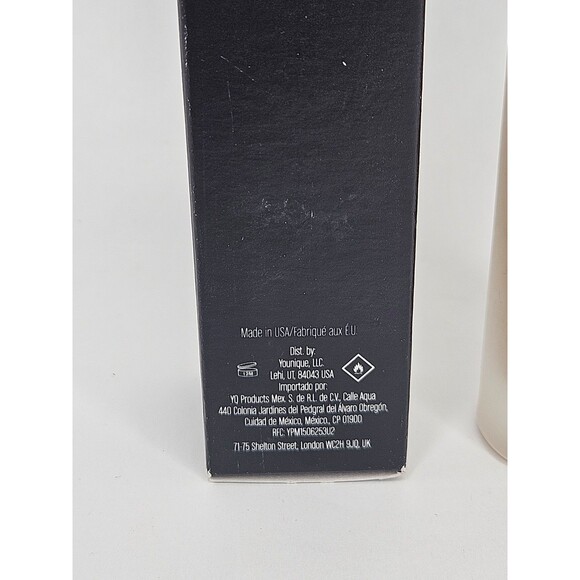 Made in USA/Fabriqué aux É.U.
Dist. by:
Younique, LLC.
Lehi, UT, 84043 USA
Importado por:
YQ Products Mex. S. de R.L. de C.V., Calle Aqua
440 Colonia Jardines del Pedgral del Álvaro Obregón,
Cuidad de México, México., CP 01900
RFC: YPM1506253U2
71-75 Shelton Street, London WC2H 9JQ, UK